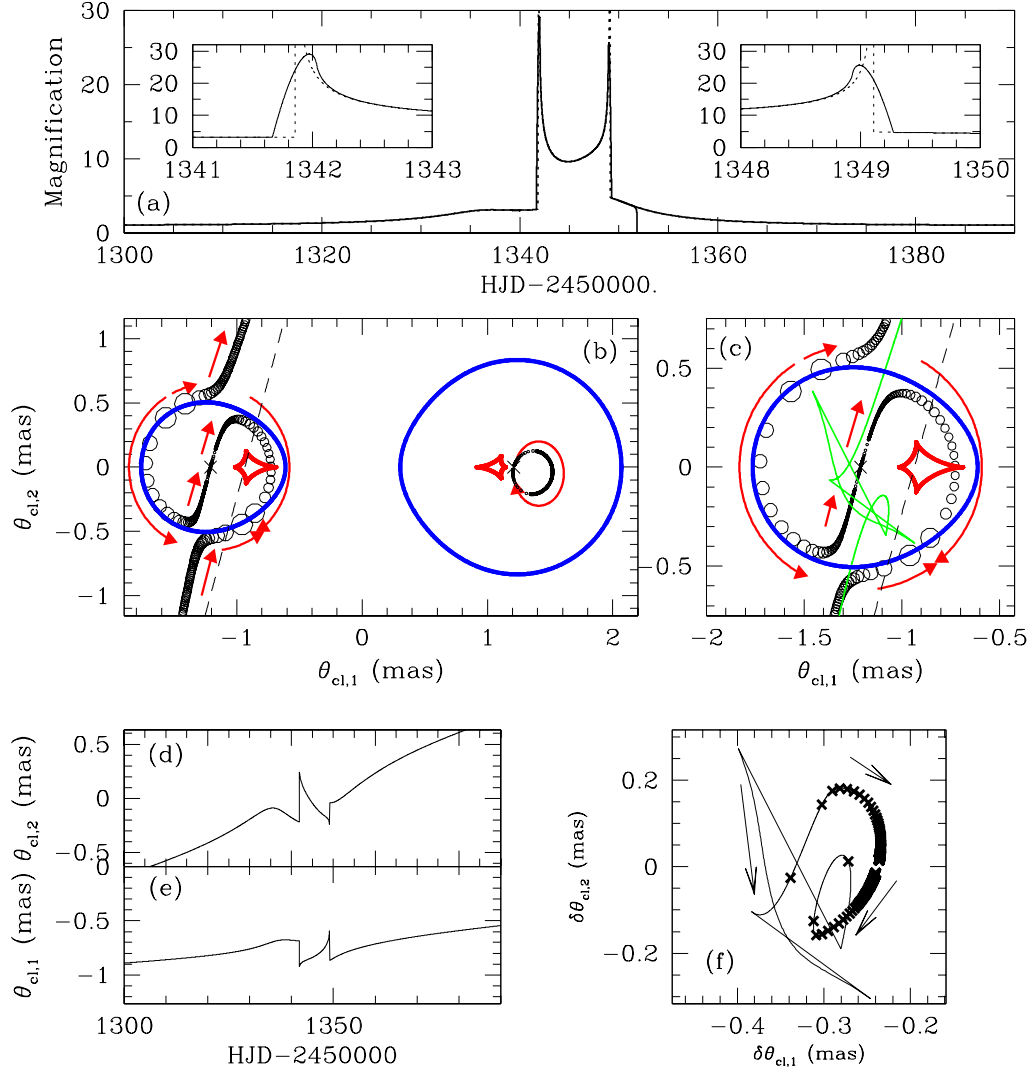 30
20
10
0
Magnification
(a)
30
20
10
0
1341 1342 1343
30
20
10
0
1348 1349 1350
1300 1320 1340 1360 1380
HJD−2450000.
1
0.5
0
−0.5
−1
θcl,2 (mas)
(b)
−1 0 1 2
θcl,1 (mas)
0.5
0
−0.5
(c)
−2 −1.5 −1 −0.5
θcl,1 (mas)
0.5
0
−0.5
θcl,2 (mas)
(d)
0
−0.5
−1
θcl,1 (mas)
(e)
1300 1350
HJD−2450000
0.2
0
−0.2
δθcl,2 (mas)
(f)
−0.4 −0.3 −0.2
δθcl,1 (mas)